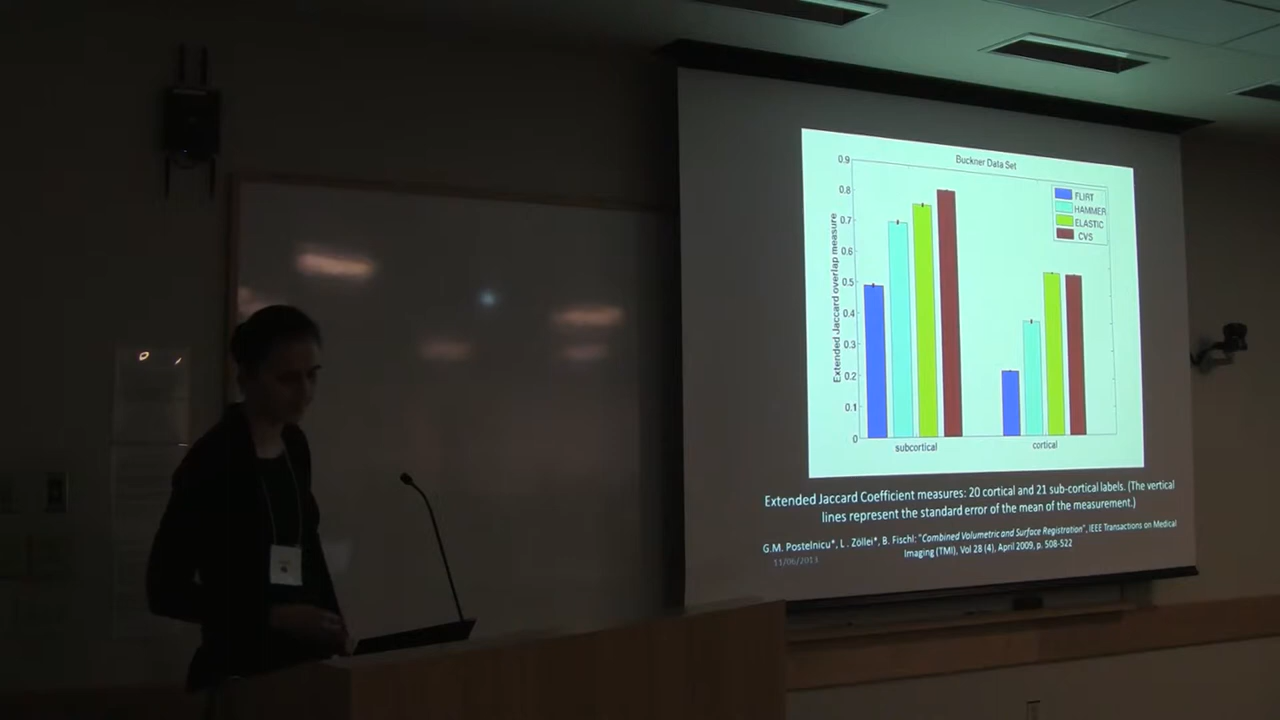 Buckner Data Set
0.9
0.8
0.7
0.6
0.5
0.4
0.3
0.2
0.1
0
Extended Jaccard overlap measure
FLIRT
HAMMER
ELASTIC
CVS
subcortical
cortical
Extended Jaccard Coefficient measures: 20 cortical and 21 sub-cortical labels. (The vertical
lines represent the standard error of the mean of the measurement.)
G.M. Postelnicu*, L. Zöllei*, B. Fischl: "Combined Volumetric and Surface Registration", IEEE Transactions on Medical
Imaging (TMI), Vol 28 (4), April 2009, p. 508-522
11/06/2013